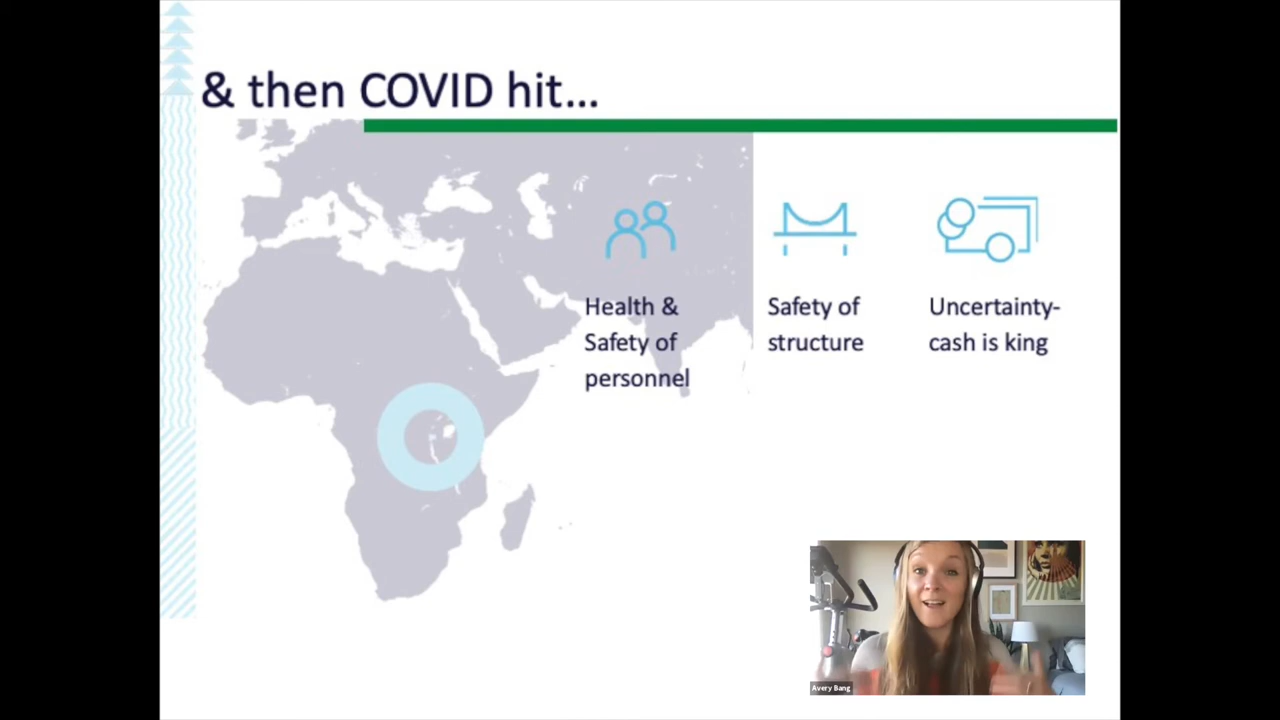 & then COVID hit...
Health &
Safety of
personnel
Safety of
structure
Uncertainty-
cash is king
Avery Bang